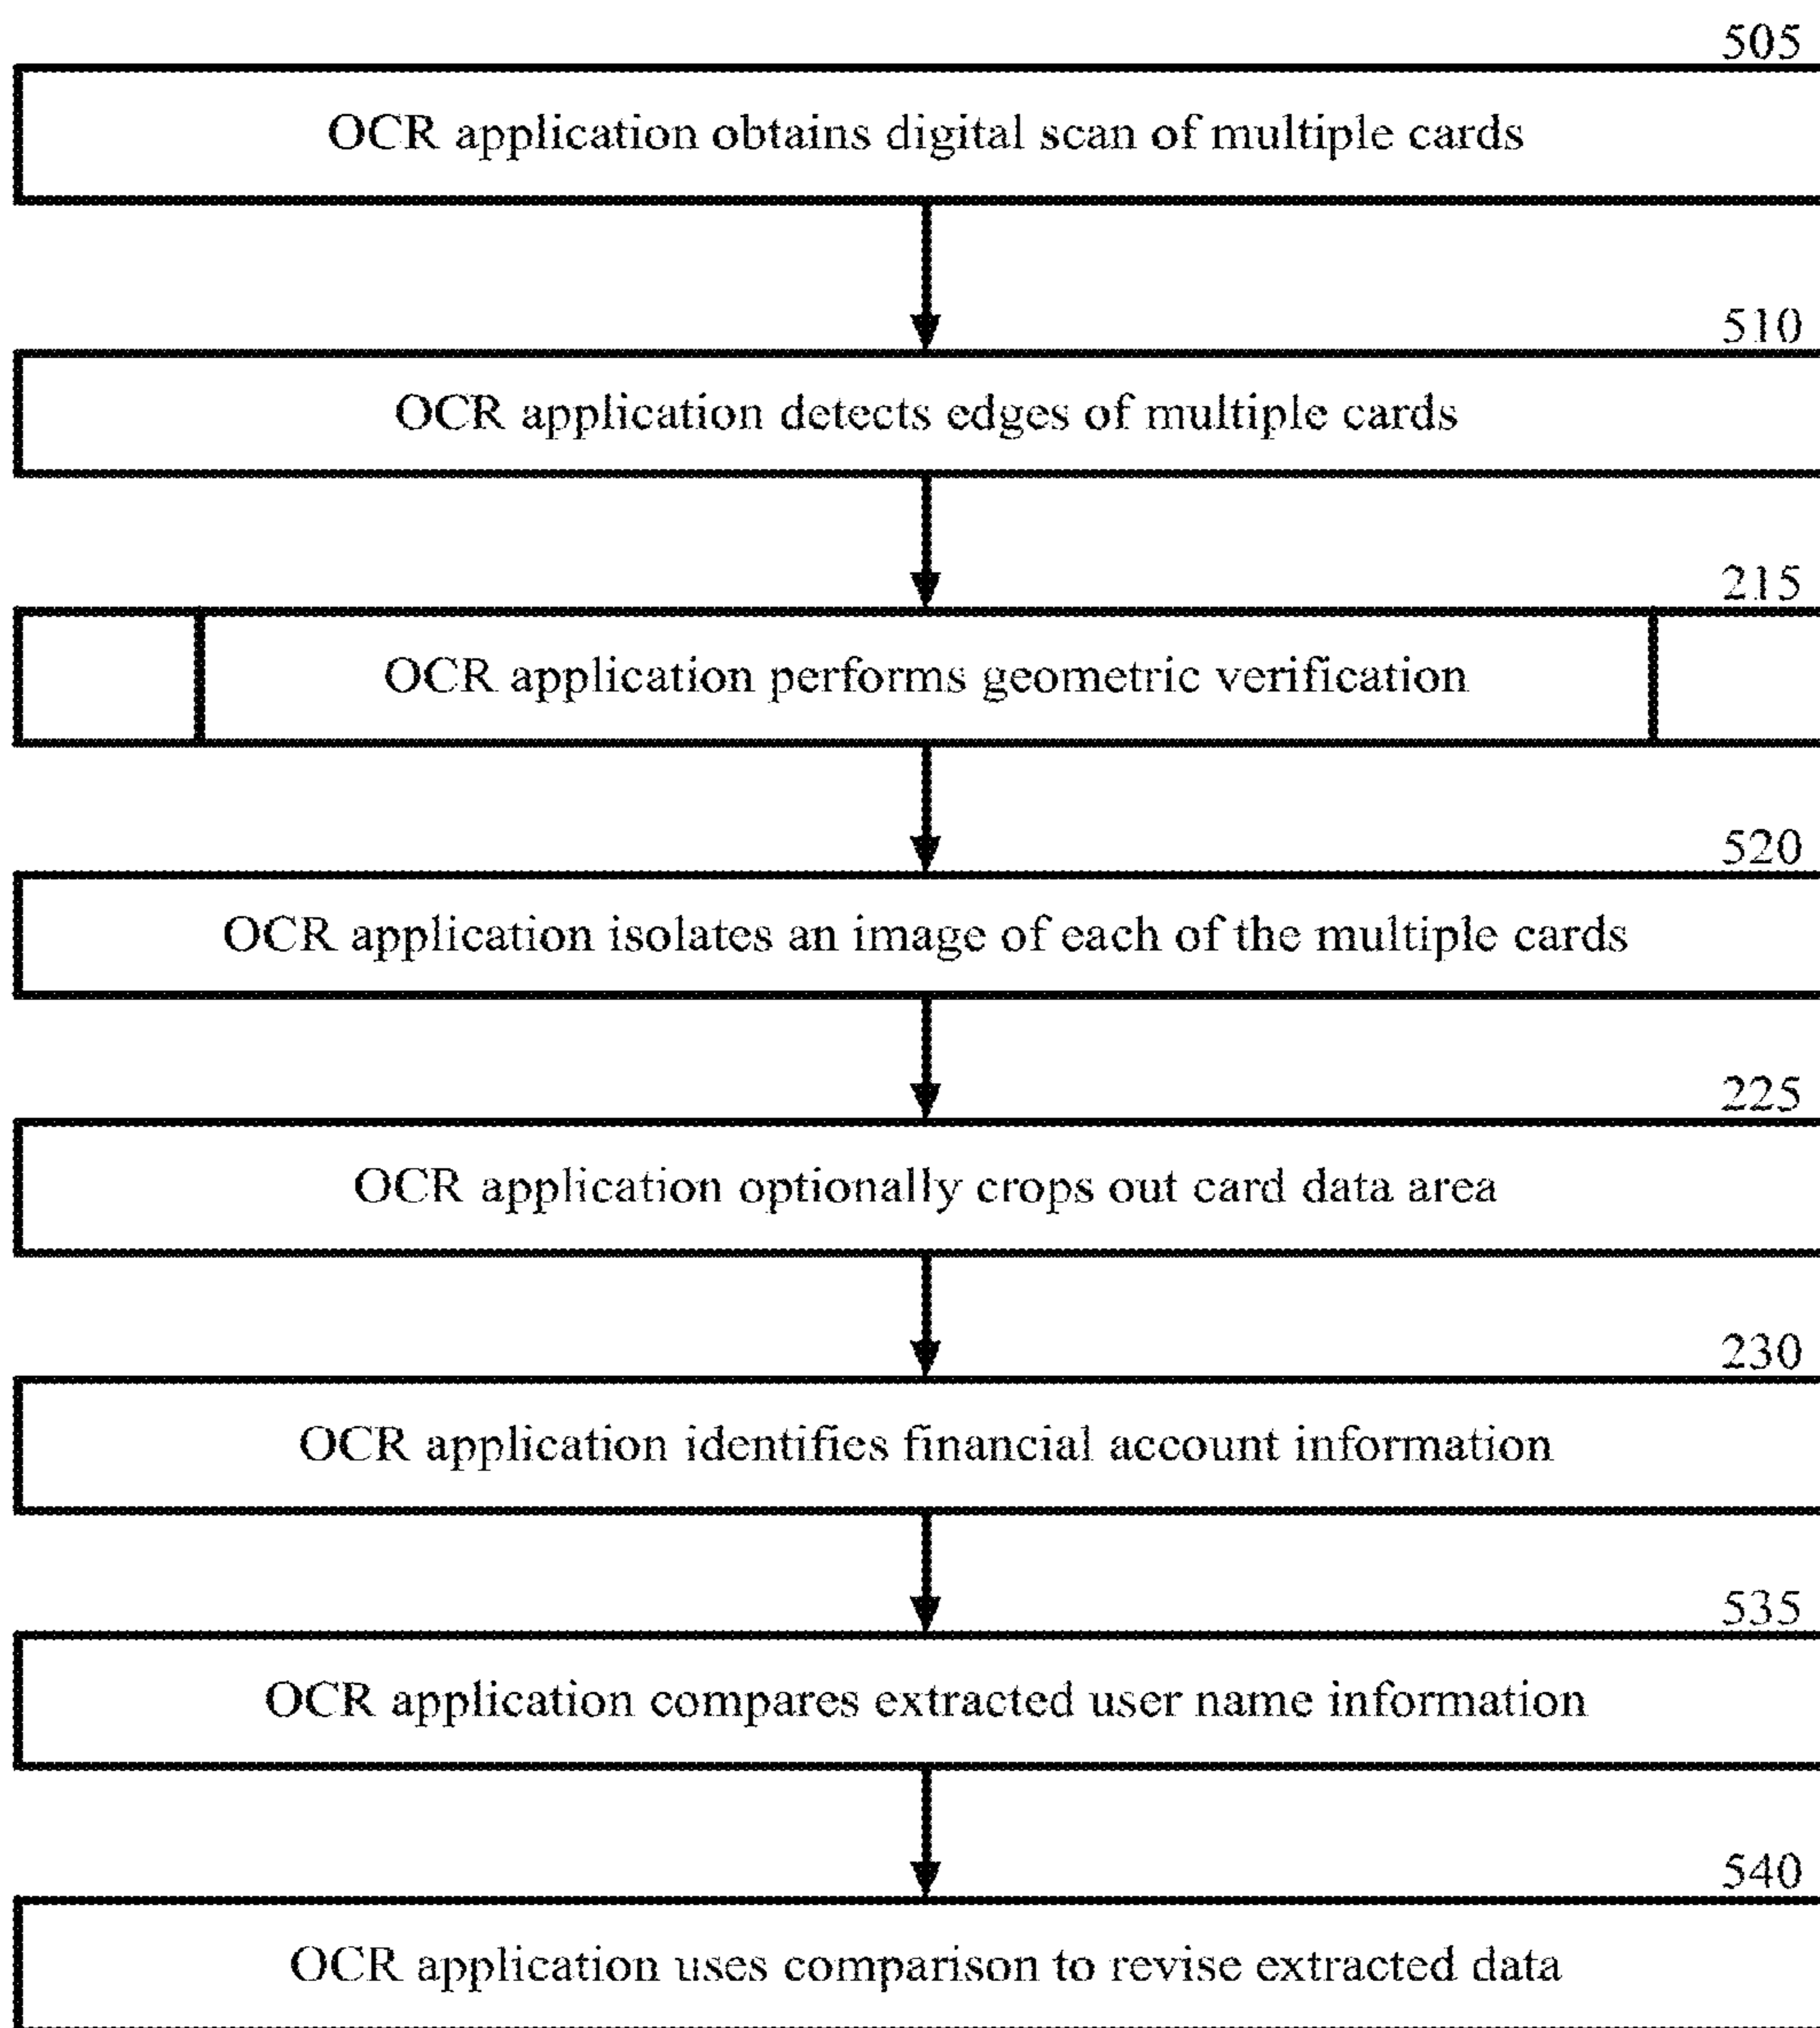 505
OCR application obtains digital scan of multiple cards
510
OCR application detects edges of multiple cards
215
OCR application performs geometric verification
520
OCR application isolates an image of each of the multiple cards
225
OCR application optionally crops out card data area
230
OCR application identifies financial account information
535
OCR application compares extracted user name information
540
OCR application uses comparison to revise extracted data